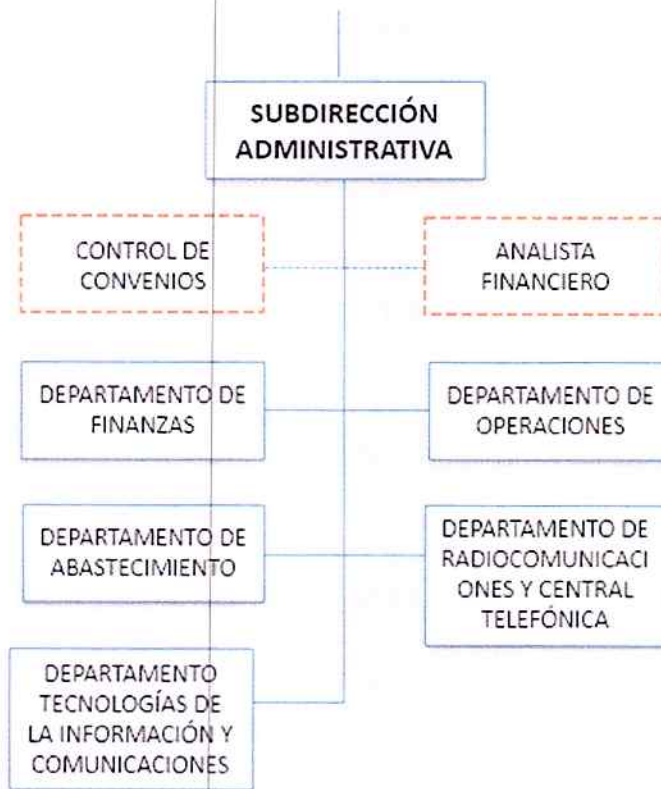 SUBDIRECCIÓN
ADMINISTRATIVA
CONTROL DE
CONVENIOS
ANALISTA
FINANCIERO
DEPARTAMENTO DE
FINANZAS
DEPARTAMENTO DE
OPERACIONES
DEPARTAMENTO DE
ABASTECIMIENTO
DEPARTAMENTO DE
RADIOCOMUNICACI
ONES Y CENTRAL
TELEFÓNICA
DEPARTAMENTO
TECNOLOGÍAS DE
LA INFORMACIÓN Y
COMUNICACIONES